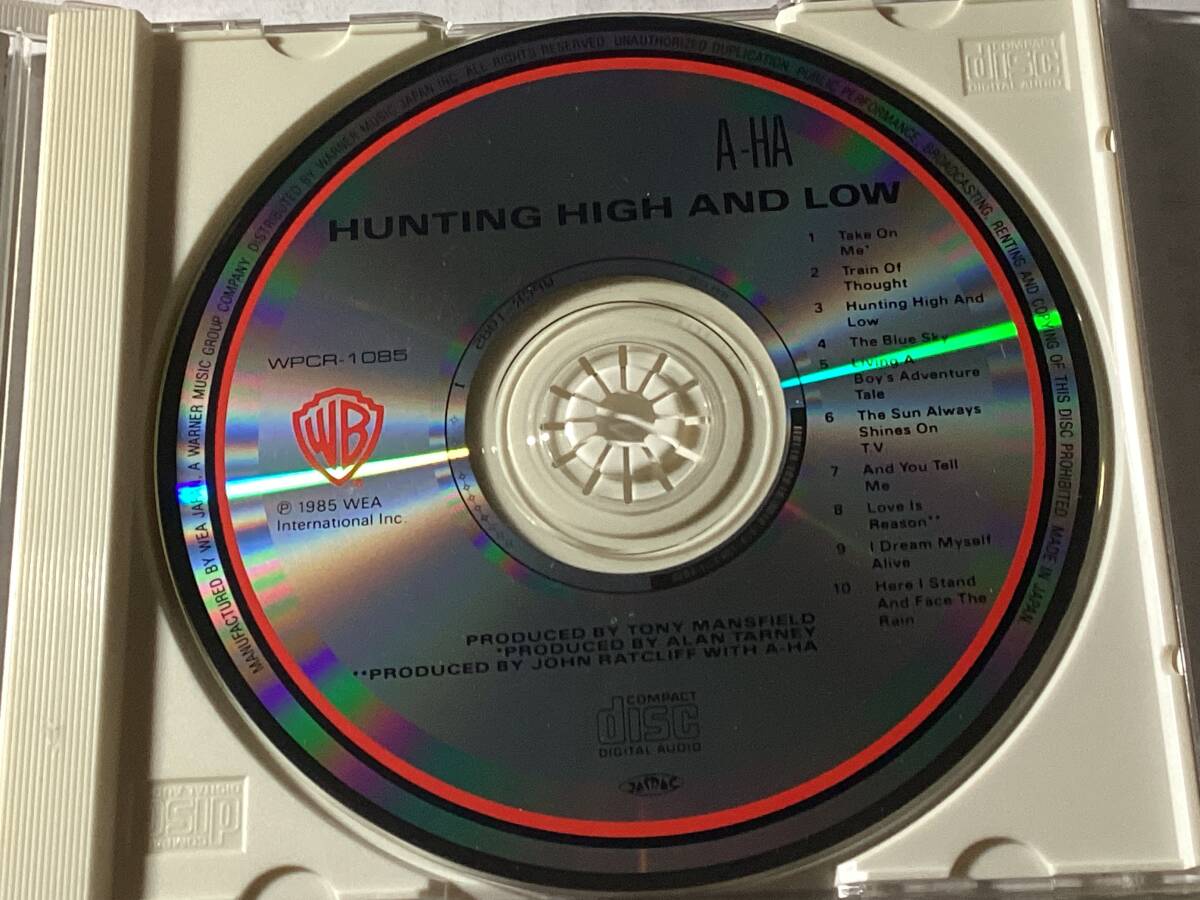 A-HA
HUNTING HIGH AND LOW
1 Take On
Me*
2 Train Of
Thought
3 Hunting High And
Low
4 The Blue Sky
5 Living A
Boy's Adventure
Tale
6 The Sun Always
Shines On
T.V
7 And You Tell
Me
8 Love Is
Reason**
9 I Dream Myself
Alive
10 Here I Stand
And Face The
Rain
WPCR-1085
WB
℗ 1985 WEA
International Inc.
PRODUCED BY TONY MANSFIELD
*PRODUCED BY ALAN TARNEY
**PRODUCED BY JOHN RATCLIFF WITH A-HA
COMPACT
disc
DIGITAL AUDIO
JASRAC
MANUFACTURED BY WEA JAPAN, A WARNER MUSIC GROUP COMPANY. DISTRIBUTED BY WARNER MUSIC JAPAN INC. ALL RIGHTS RESERVED. UNAUTHORIZED DUPLICATION, PUBLIC PERFORMANCE, BROADCASTING, RENTING AND COPYING OF THIS DISC PROHIBITED. MADE IN JAPAN.
COMPACT
disc
DIGITAL AUDIO
COMPACT
disc
DIGITAL AUDIO